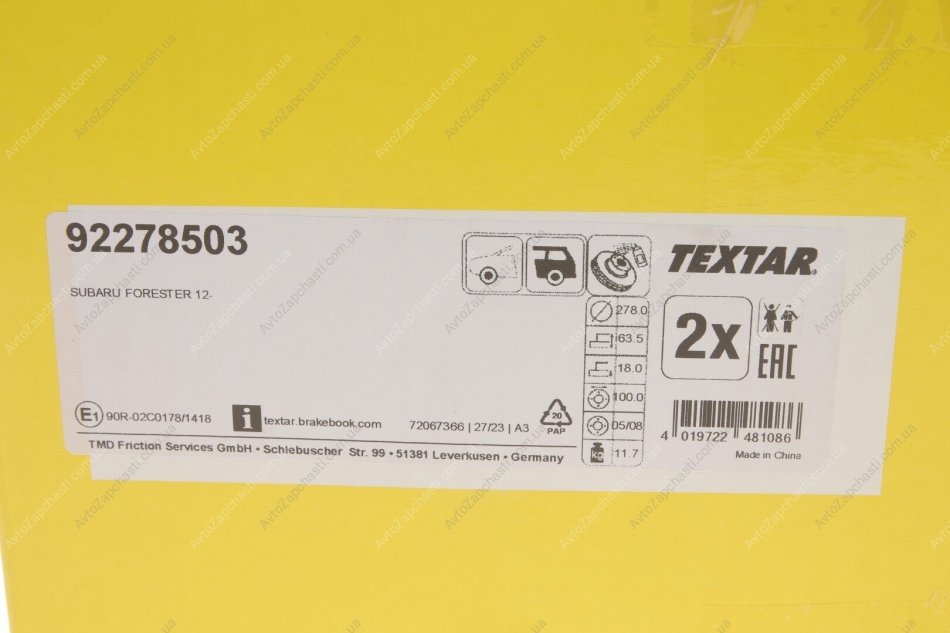 92278503
SUBARU FORESTER 12-
TEXTAR®
278.0
63.5
18.0
100.0
05/08
kg 11.7
2x
EAC
E1 90R-02C0178/1418
i textar.brakebook.com
72067366 | 27/23 | A3
20
PAP
TMD Friction Services GmbH • Schlebuscher Str. 99 • 51381 Leverkusen • Germany
4 019722 481086
Made in China
AvtoZapchasti.com.ua